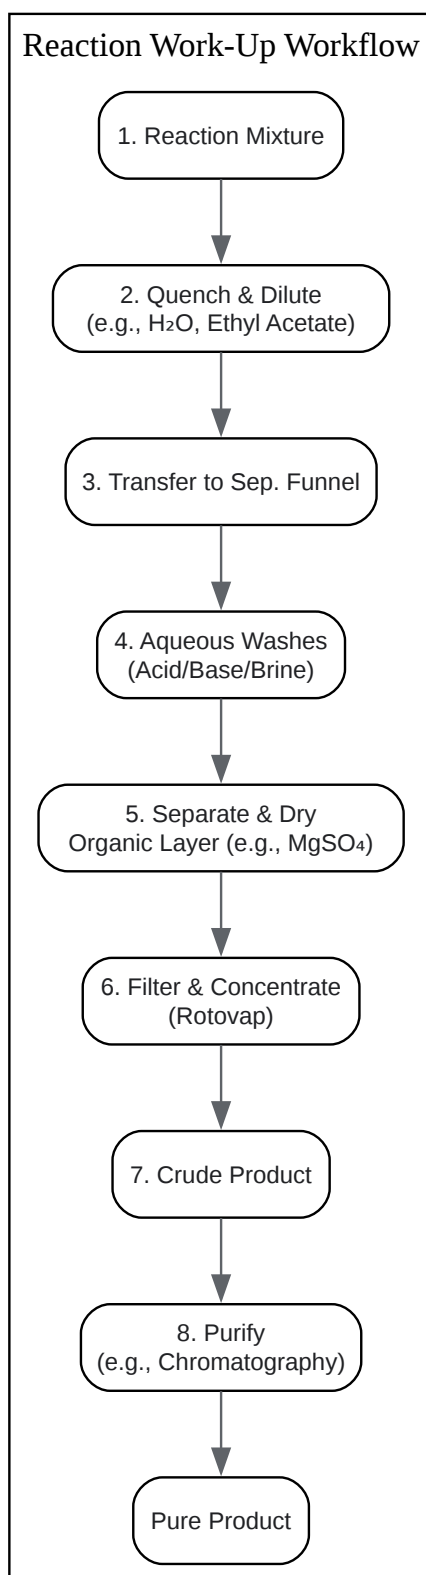 Reaction Work-Up Workflow
1. Reaction Mixture
2. Quench & Dilute
(e.g., H₂O, Ethyl Acetate)
3. Transfer to Sep. Funnel
4. Aqueous Washes
(Acid/Base/Brine)
5. Separate & Dry
Organic Layer (e.g., MgSO₄)
6. Filter & Concentrate
(Rotovap)
7. Crude Product
8. Purify
(e.g., Chromatography)
Pure Product